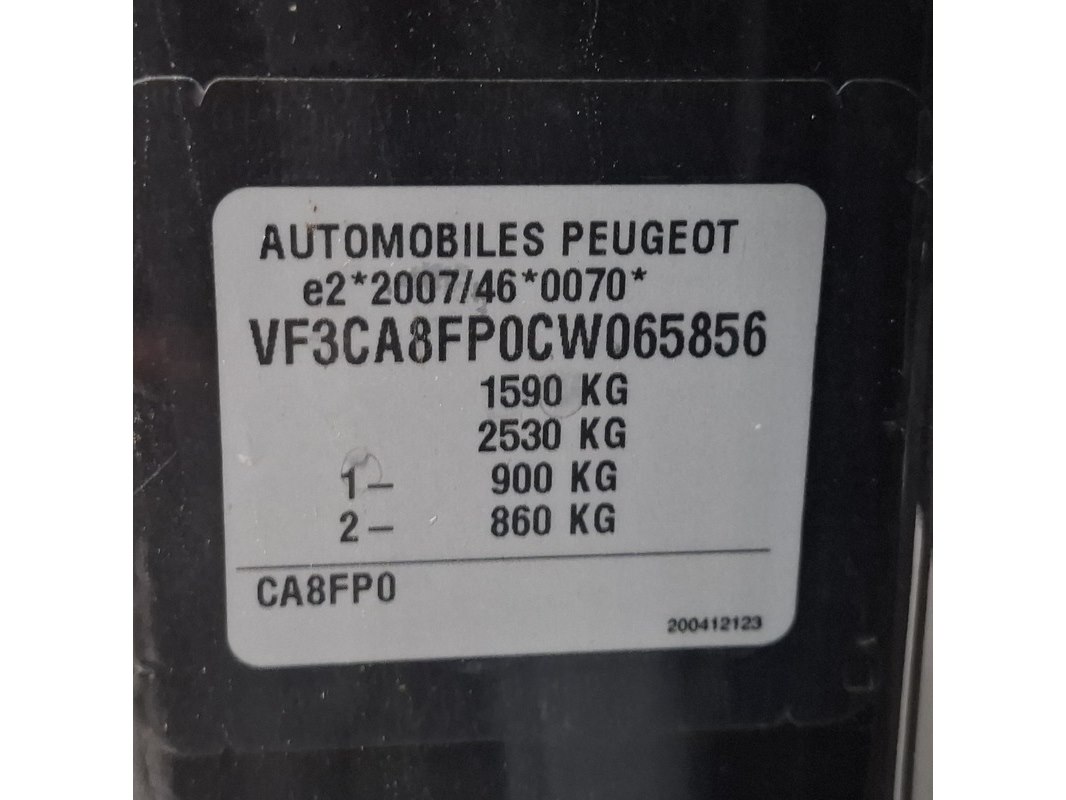 AUTOMOBILES PEUGEOT
e2*2007/46*0070*
VF3CA8FP0CW065856
1590 KG
2530 KG
1- 900 KG
2- 860 KG
CA8FP0
200412123